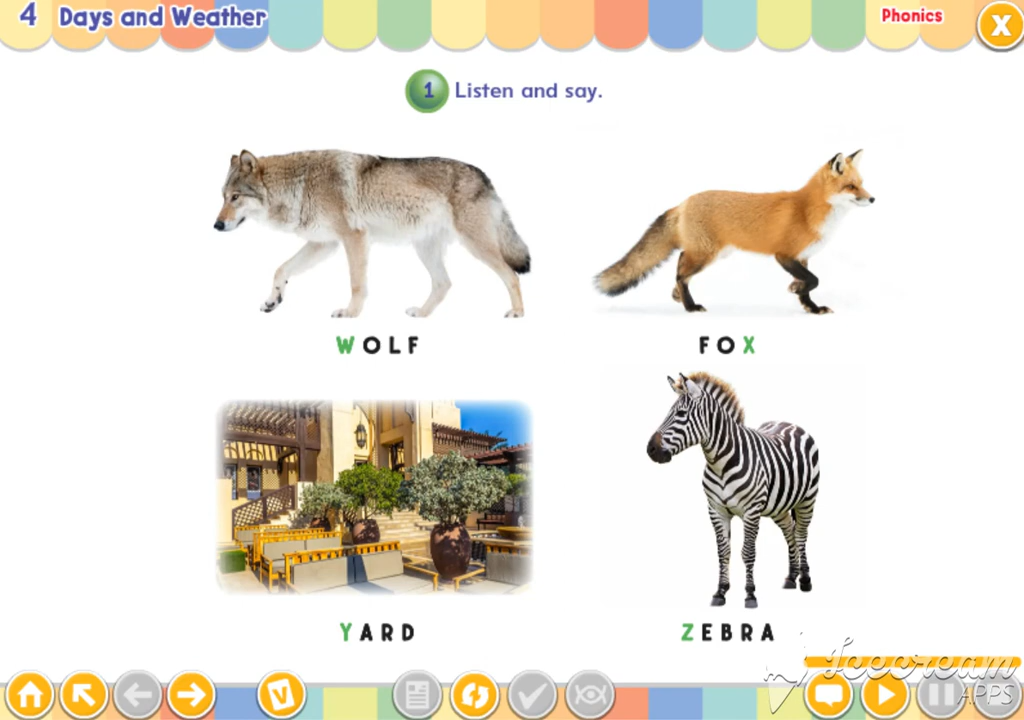 4 Days and Weather
Phonics
X
1 Listen and say.
WOLF
FOX
YARD
ZEBRA
V
Icecream
APPS